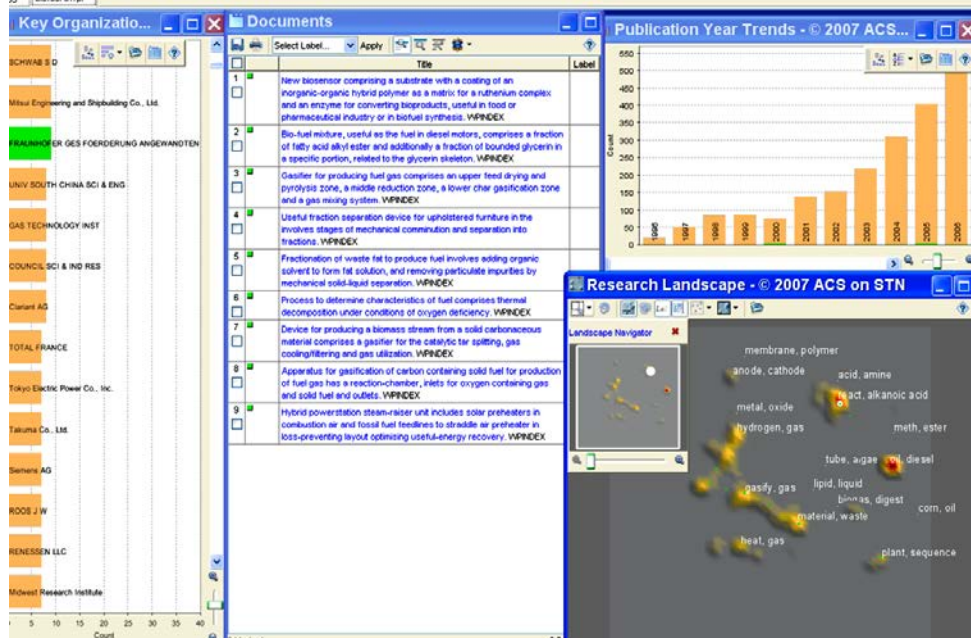 Key Organizatio...
SCHWAB S D
Mitsui Engineering and Shipbuilding Co., Ltd.
FRAUNHOFER GES FOERDERUNG ANGEWANDTEN
UNIV SOUTH CHINA SCI & ENG
GAS TECHNOLOGY INST
COUNCIL SCI & IND RES
Clariant AG
TOTAL FRANCE
Tokyo Electric Power Co., Inc.
Takuma Co., Ltd.
Siemens AG
ROOS J W
RENESSEN LLC
Midwest Research Institute
0 5 10 15 20 25 30 35 40
Count
Documents
Select Label... Apply
Title Label
1 New biosensor comprising a substrate with a coating of an
inorganic-organic hybrid polymer as a matrix for a ruthenium complex
and an enzyme for converting bioproducts, useful in food or
pharmaceutical industry or in biofuel synthesis. WPINDEX
2 Bio-fuel mixture, useful as the fuel in diesel motors, comprises a fraction
of fatty acid alkyl ester and additionally a fraction of bounded glycerin in
a specific portion, related to the glycerin skeleton. WPINDEX
3 Gasifier for producing fuel gas comprises an upper feed drying and
pyrolysis zone, a middle reduction zone, a lower char gasification zone
and a gas mixing system. WPINDEX
4 Useful fraction separation device for upholstered furniture in the
involves stages of mechanical comminution and separation into
fractions. WPINDEX
5 Fractionation of waste fat to produce fuel involves adding organic
solvent to form fat solution, and removing particulate impurities by
mechanical solid-liquid separation. WPINDEX
6 Process to determine characteristics of fuel comprises thermal
decomposition under conditions of oxygen deficiency. WPINDEX
7 Device for producing a biomass stream from a solid carbonaceous
material comprises a gasifier for the catalytic tar splitting, gas
cooling/filtering and gas utilization. WPINDEX
8 Apparatus for gasification of carbon containing solid fuel for production
of fuel gas has a reaction-chamber, inlets for oxygen-containing gas
and solid fuel and outlets. WPINDEX
9 Hybrid powerstation steam-raiser unit includes solar preheaters in
combustion air and fossil fuel feedlines to straddle air preheater in
loss-preventing layout optimising useful-energy recovery. WPINDEX
Publication Year Trends - © 2007 ACS...
550
500
450
400
350
300
250
200
150
100
50
0
Count
1996 1997 1998 1999 2000 2001 2002 2003 2004 2005 2006
Research Landscape - © 2007 ACS on STN
Landscape Navigator
membrane, polymer
anode, cathode
acid, amine
react, alkanoic acid
metal, oxide
hydrogen, gas
meth, ester
tube, algae
oil, diesel
gasify, gas
lipid, liquid
biogas, digest
corn, oil
material, waste
heat, gas
plant, sequence